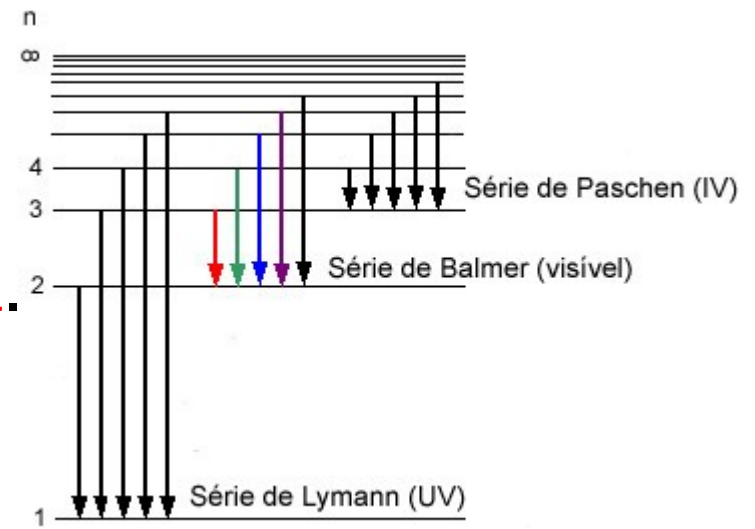 n
∞
4
3
Série de Paschen (IV)
2
Série de Balmer (visível)
1
Série de Lymann (UV)